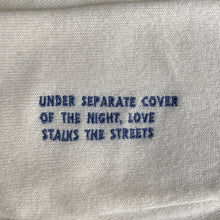 UNDER SEPARATE COVER
OF THE NIGHT, LOVE
STALKS THE STREETS